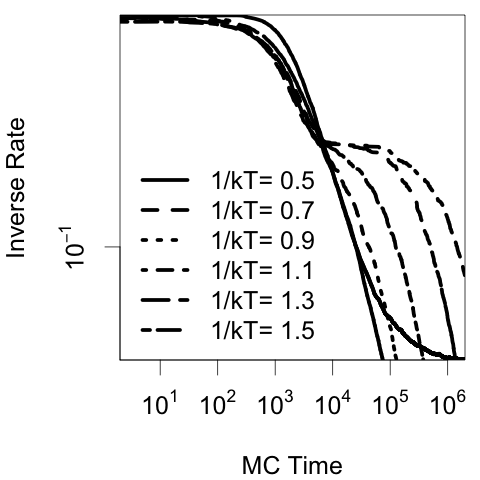 Inverse Rate
10⁻¹
1/kT= 0.5
1/kT= 0.7
1/kT= 0.9
1/kT= 1.1
1/kT= 1.3
1/kT= 1.5
10¹ 10² 10³ 10⁴ 10⁵ 10⁶
MC Time